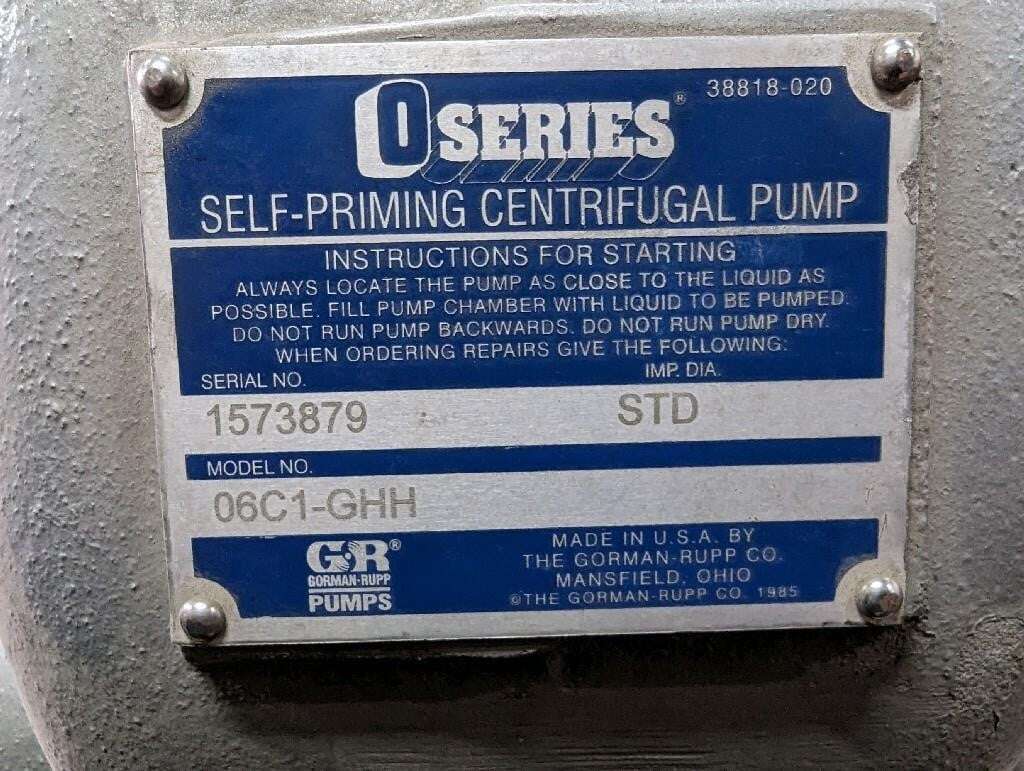 38818-020
O SERIES®
SELF-PRIMING CENTRIFUGAL PUMP
INSTRUCTIONS FOR STARTING
ALWAYS LOCATE THE PUMP AS CLOSE TO THE LIQUID AS
POSSIBLE. FILL PUMP CHAMBER WITH LIQUID TO BE PUMPED.
DO NOT RUN PUMP BACKWARDS. DO NOT RUN PUMP DRY.
WHEN ORDERING REPAIRS GIVE THE FOLLOWING:
SERIAL NO. IMP. DIA.
1573879 STD
MODEL NO.
06C1-GHH
GR®
GORMAN-RUPP
PUMPS
MADE IN U.S.A. BY
THE GORMAN-RUPP CO.
MANSFIELD, OHIO
©THE GORMAN-RUPP CO. 1985